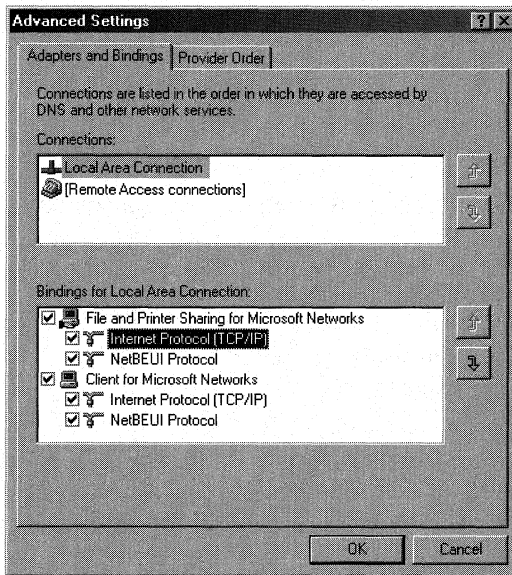 Advanced Settings
Adapters and Bindings
Provider Order
Connections are listed in the order in which they are accessed by
DNS and other network services.
Connections:
Local Area Connection
[Remote Access connections]
Bindings for Local Area Connection:
File and Printer Sharing for Microsoft Networks
Internet Protocol (TCP/IP)
NetBEUI Protocol
Client for Microsoft Networks
Internet Protocol (TCP/IP)
NetBEUI Protocol
OK
Cancel